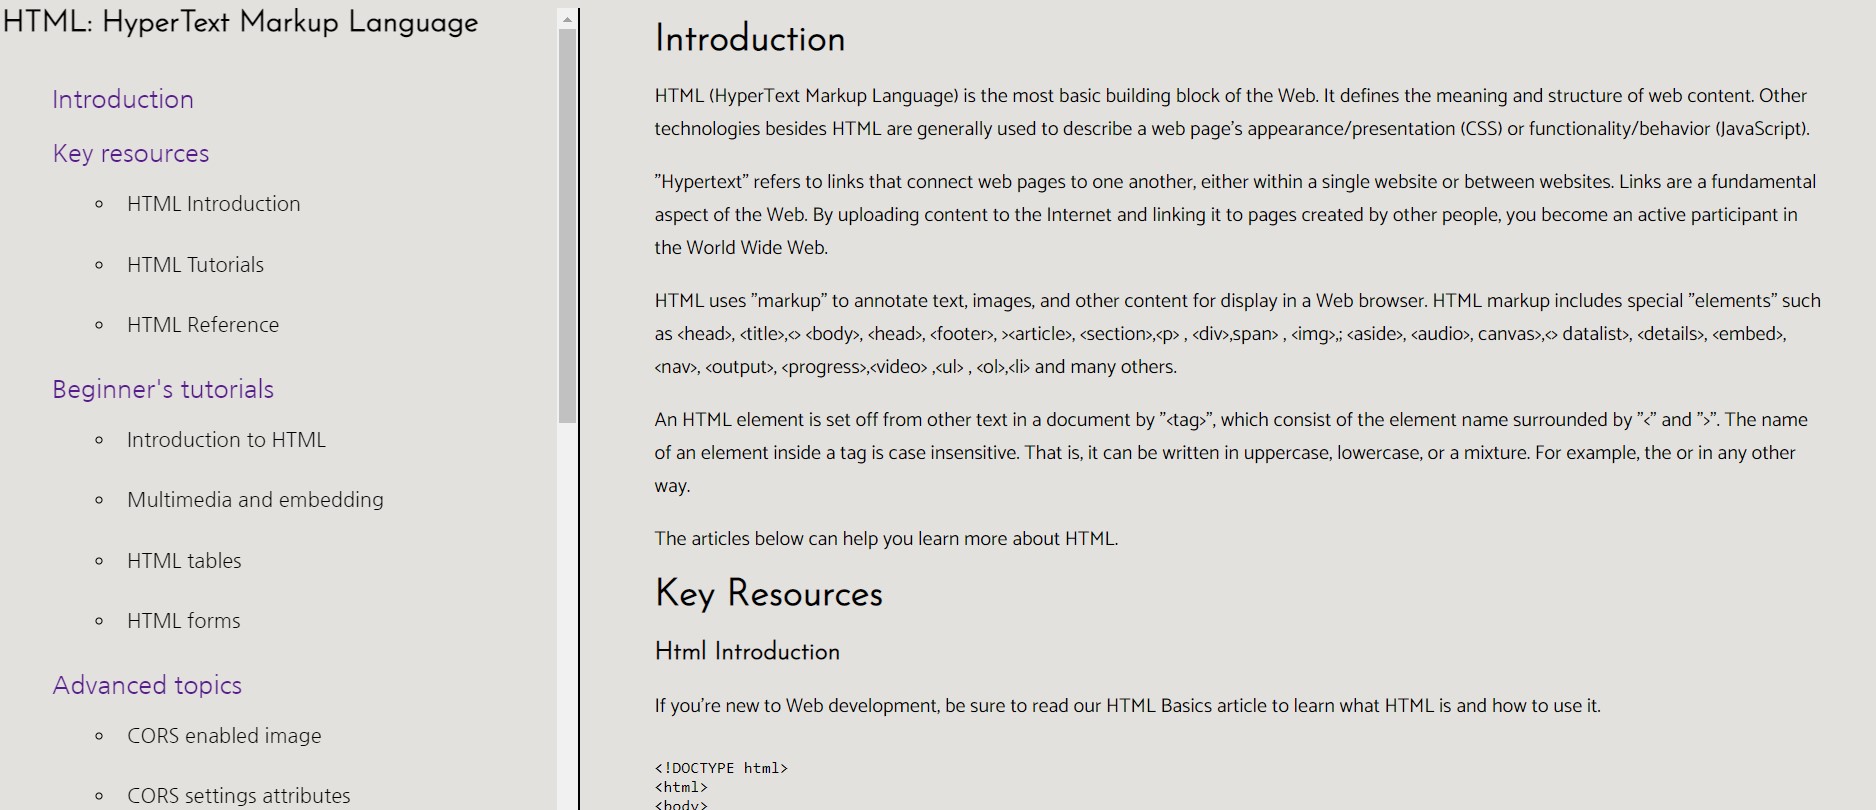 HTML: HyperText Markup Language
Introduction
Key resources
HTML Introduction
HTML Tutorials
HTML Reference
Beginner's tutorials
Introduction to HTML
Multimedia and embedding
HTML tables
HTML forms
Advanced topics
CORS enabled image
CORS settings attributes
Introduction
HTML (HyperText Markup Language) is the most basic building block of the Web. It defines the meaning and structure of web content. Other
technologies besides HTML are generally used to describe a web page's appearance/presentation (CSS) or functionality/behavior (JavaScript).
"Hypertext" refers to links that connect web pages to one another, either within a single website or between websites. Links are a fundamental
aspect of the Web. By uploading content to the Internet and linking it to pages created by other people, you become an active participant in
the World Wide Web.
HTML uses "markup" to annotate text, images, and other content for display in a Web browser. HTML markup includes special "elements" such
as <head>, <title>,<> <body>, <head>, <footer>, ><article>, <section>,<p> , <div>,span> , <img>,; <aside>, <audio>, canvas>,<> datalist>, <details>, <embed>,
<nav>, <output>, <progress>,<video> ,<ul> , <ol>,<li> and many others.
An HTML element is set off from other text in a document by "<tag>", which consist of the element name surrounded by "<" and ">". The name
of an element inside a tag is case insensitive. That is, it can be written in uppercase, lowercase, or a mixture. For example, the or in any other
way.
The articles below can help you learn more about HTML.
Key Resources
Html Introduction
If you're new to Web development, be sure to read our HTML Basics article to learn what HTML is and how to use it.
<!DOCTYPE html>
<html>
<body>